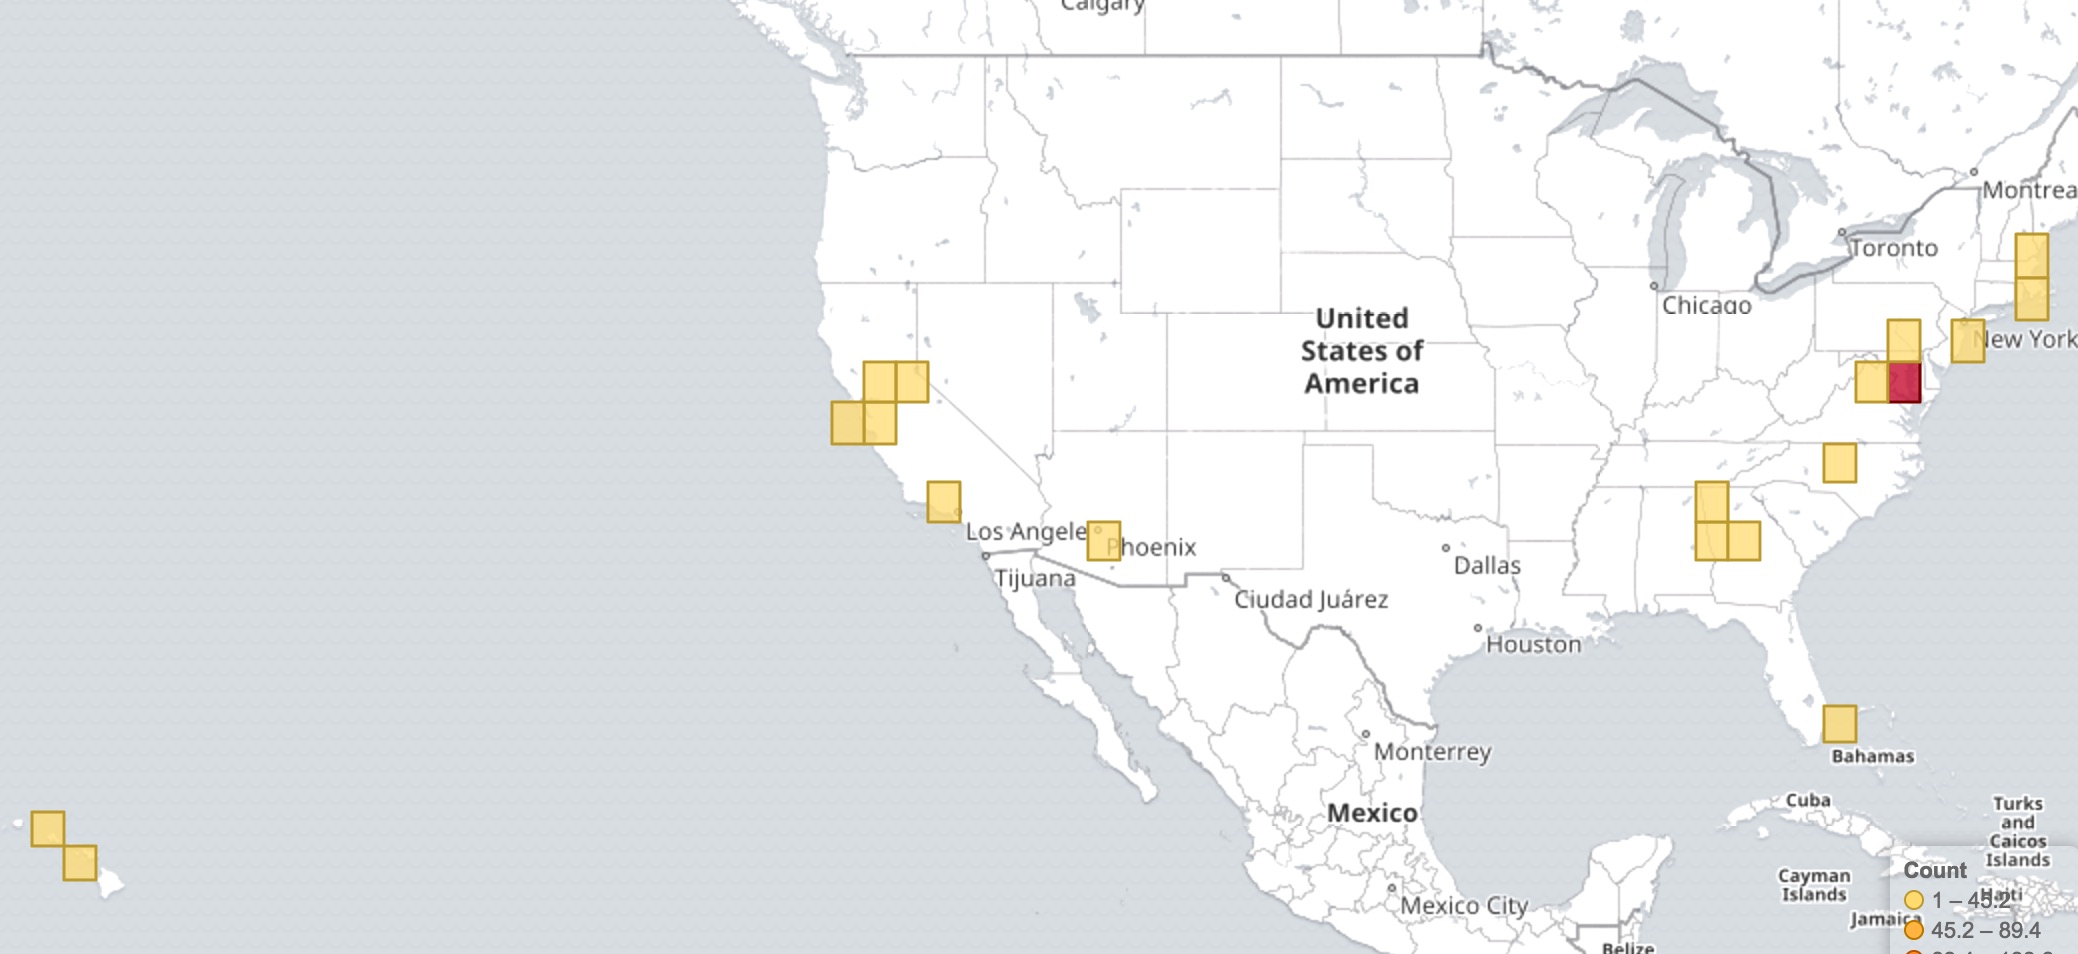 Calgary
Montrea
Toronto
Chicago
United
States of
America
New York
Los Angele
Phoenix
Tijuana
Dallas
Ciudad Juárez
Houston
Monterrey
Bahamas
Mexico
Cuba
Turks
and
Caicos
Islands
Cayman
Islands
Haiti
Jamaica
Mexico City
Belize
Count
1 – 45.2
45.2 – 89.4